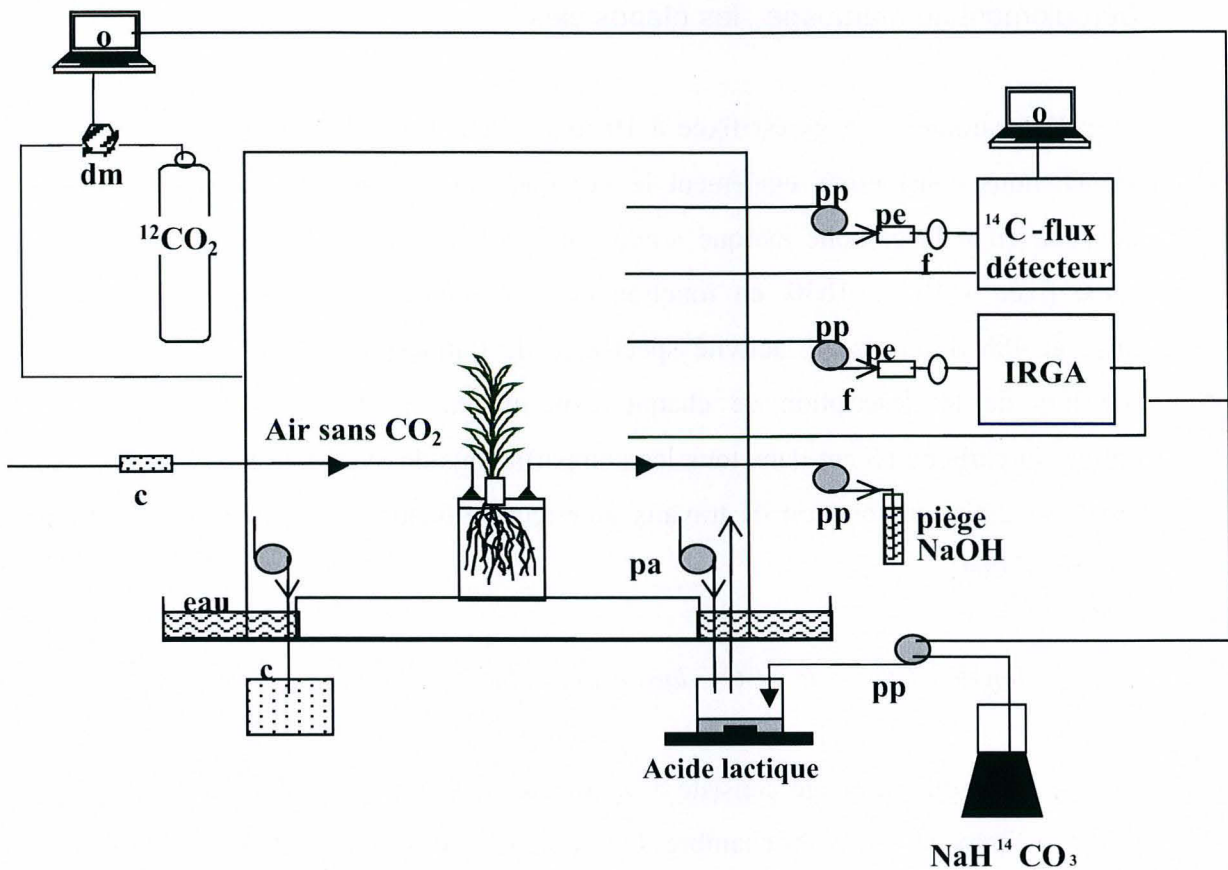 o
dm
¹²CO₂
o
pp
pe
f
¹⁴C-flux
détecteur
pp
pe
f
IRGA
Air sans CO₂
c
pp
piège
NaOH
pa
eau
c
pp
Acide lactique
NaH¹⁴CO₃